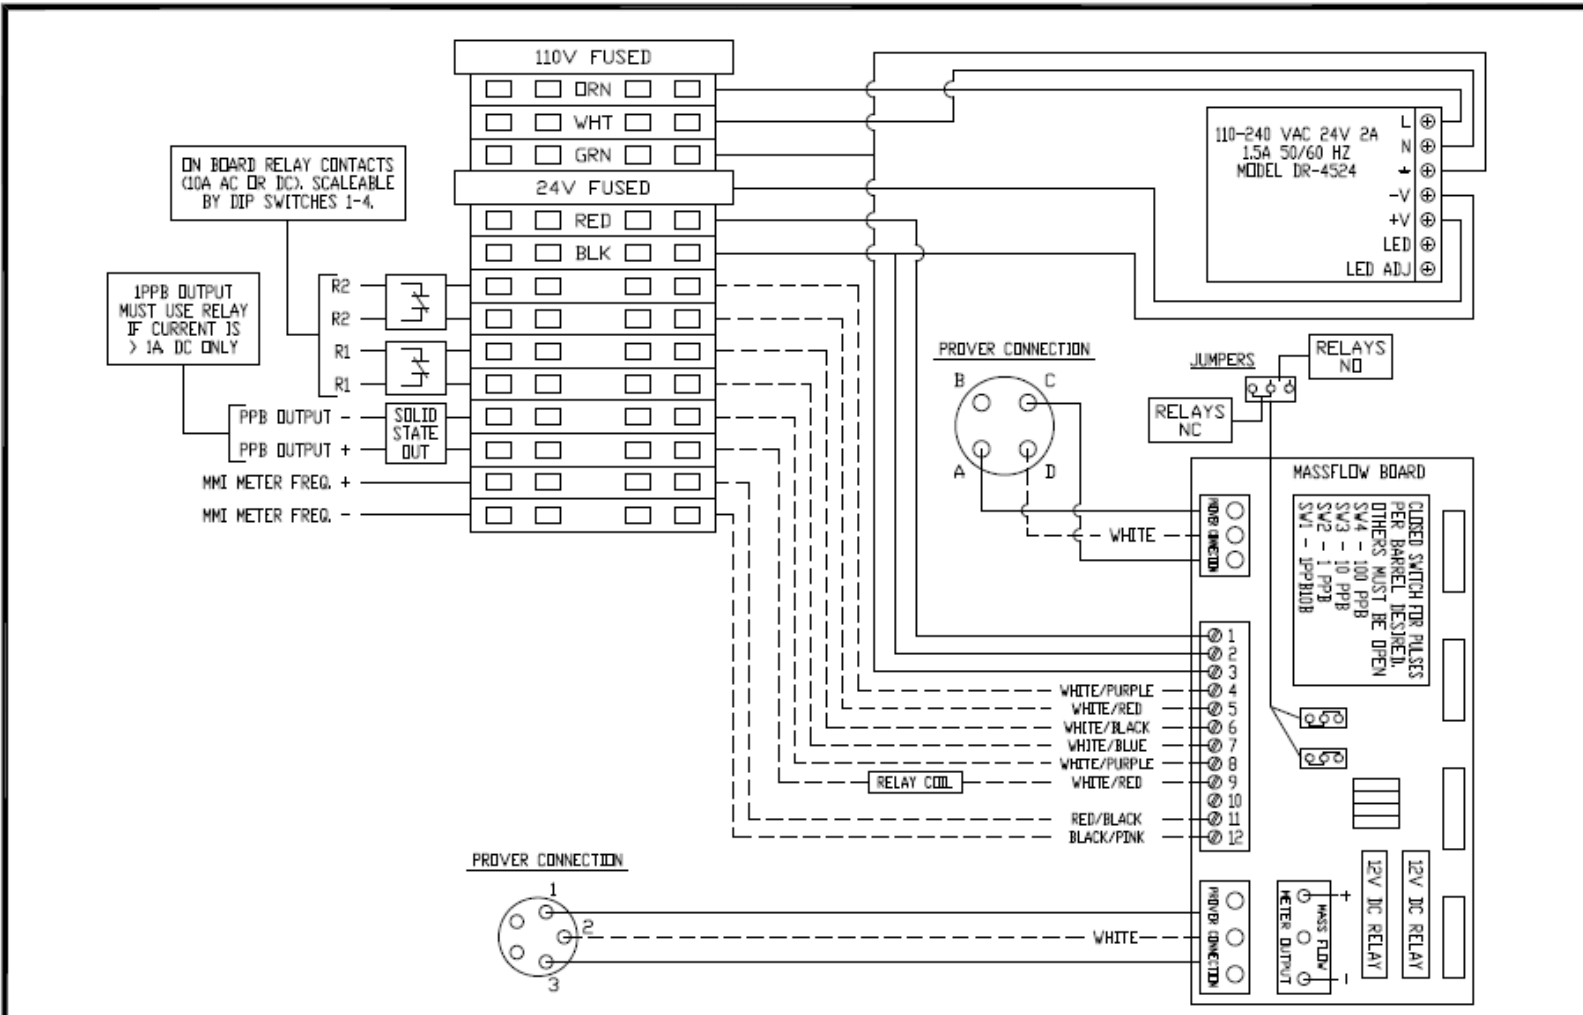 110V FUSED
ORN
WHT
GRN
24V FUSED
RED
BLK
ON BOARD RELAY CONTACTS
(10A AC OR DC). SCALEABLE
BY DIP SWITCHES 1-4.
1PPB OUTPUT
MUST USE RELAY
IF CURRENT IS
> 1A DC ONLY
R2
R2
R1
R1
PPB OUTPUT -
PPB OUTPUT +
SOLID
STATE
OUT
MMI METER FREQ. +
MMI METER FREQ. -
110-240 VAC 24V 2A
1.5A 50/60 HZ
MODEL DR-4524
L
N
-V
+V
LED
LED ADJ
PROVER CONNECTION
B
C
A
D
JUMPERS
RELAYS
NO
RELAYS
NC
MASSFLOW BOARD
CLOSED SWITCH FOR PULSES
PER BARREL DESIRED.
OTHERS MUST BE OPEN
SW4 - 100 PPB
SW3 - 10 PPB
SW2 - 1 PPB
SW1 - 1PPB10B
PROVER CONNECTION
WHITE
1
2
3
WHITE/PURPLE 4
WHITE/RED 5
WHITE/BLACK 6
WHITE/BLUE 7
WHITE/PURPLE 8
RELAY COIL WHITE/RED 9
10
RED/BLACK 11
BLACK/PINK 12
PROVER CONNECTION
1
2
3
WHITE
PROVER CONNECTION
MASS FLOW
METER OUTPUT
+
-
12V DC RELAY
12V DC RELAY